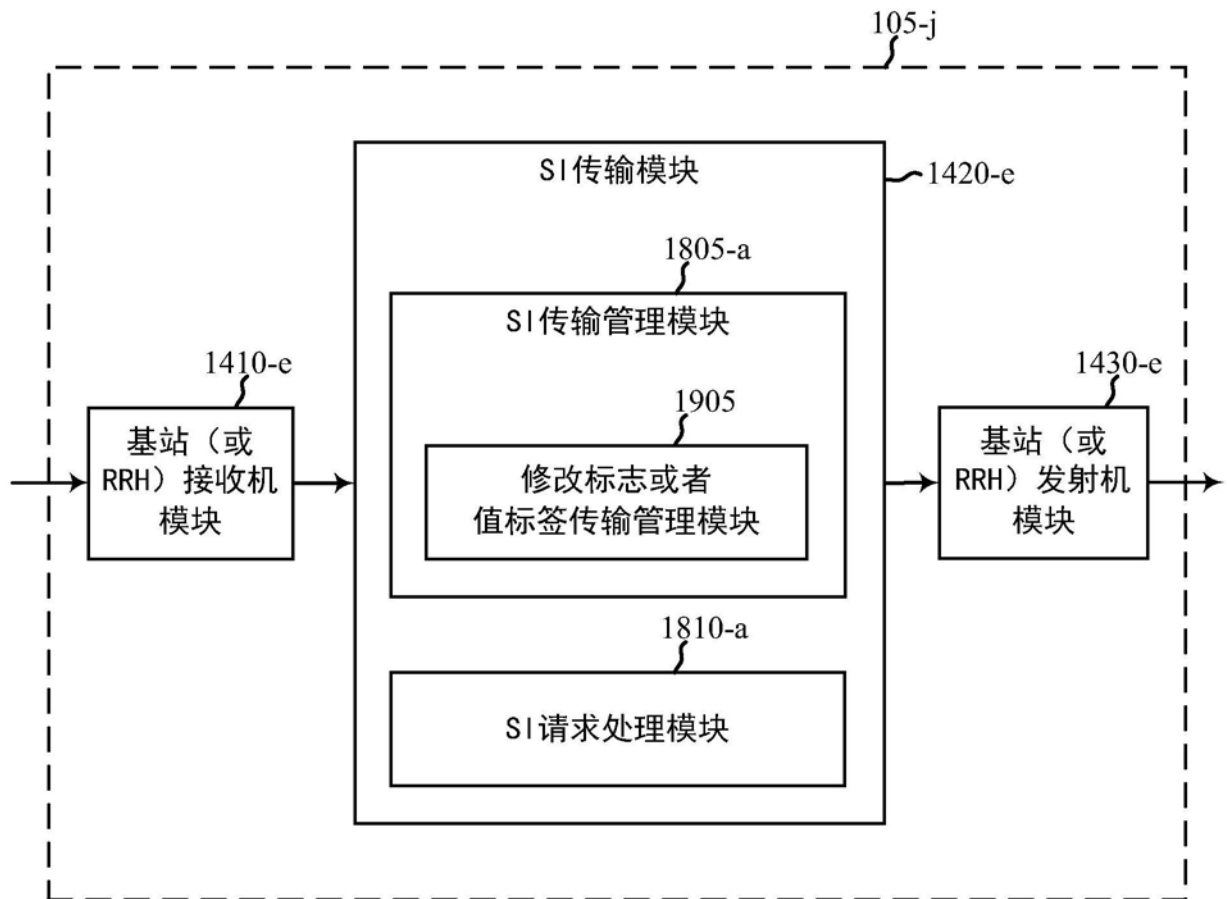 105-j
SI传输模块
1420-e
1805-a
SI传输管理模块
1410-e
基站（或
RRH）接收机
模块
1905
修改标志或者
值标签传输管理模块
1430-e
基站（或
RRH）发射机
模块
1810-a
SI请求处理模块